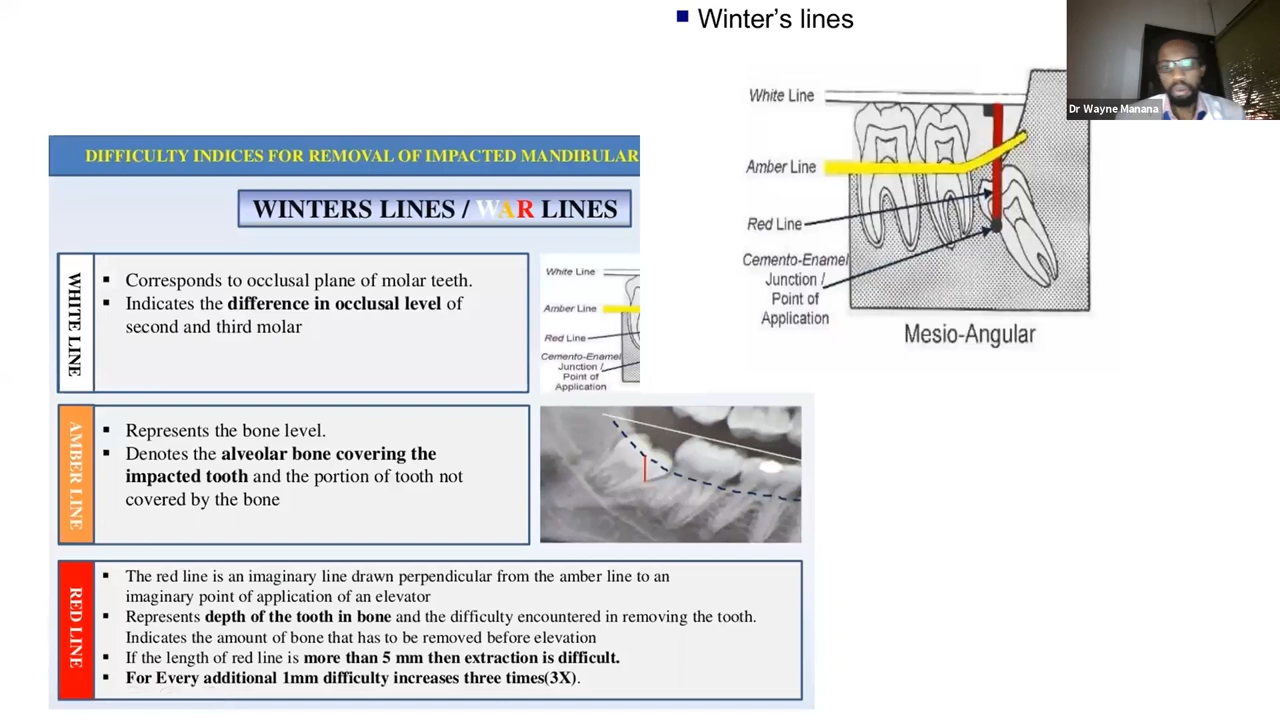 Winter's lines
Dr Wayne Manana
White Line
Amber Line
Red Line
Cemento-Enamel
Junction /
Point of
Application
Mesio-Angular
DIFFICULTY INDICES FOR REMOVAL OF IMPACTED MANDIBULAR
WINTERS LINES / WAR LINES
WHITE LINE
Corresponds to occlusal plane of molar teeth.
Indicates the difference in occlusal level of
second and third molar
White Line
Amber Line
Red Line
Cemento-Enamel
Junction /
Point of
Application
AMBER LINE
Represents the bone level.
Denotes the alveolar bone covering the
impacted tooth and the portion of tooth not
covered by the bone
RED LINE
The red line is an imaginary line drawn perpendicular from the amber line to an
imaginary point of application of an elevator
Represents depth of the tooth in bone and the difficulty encountered in removing the tooth.
Indicates the amount of bone that has to be removed before elevation
If the length of red line is more than 5 mm then extraction is difficult.
For Every additional 1mm difficulty increases three times(3X).